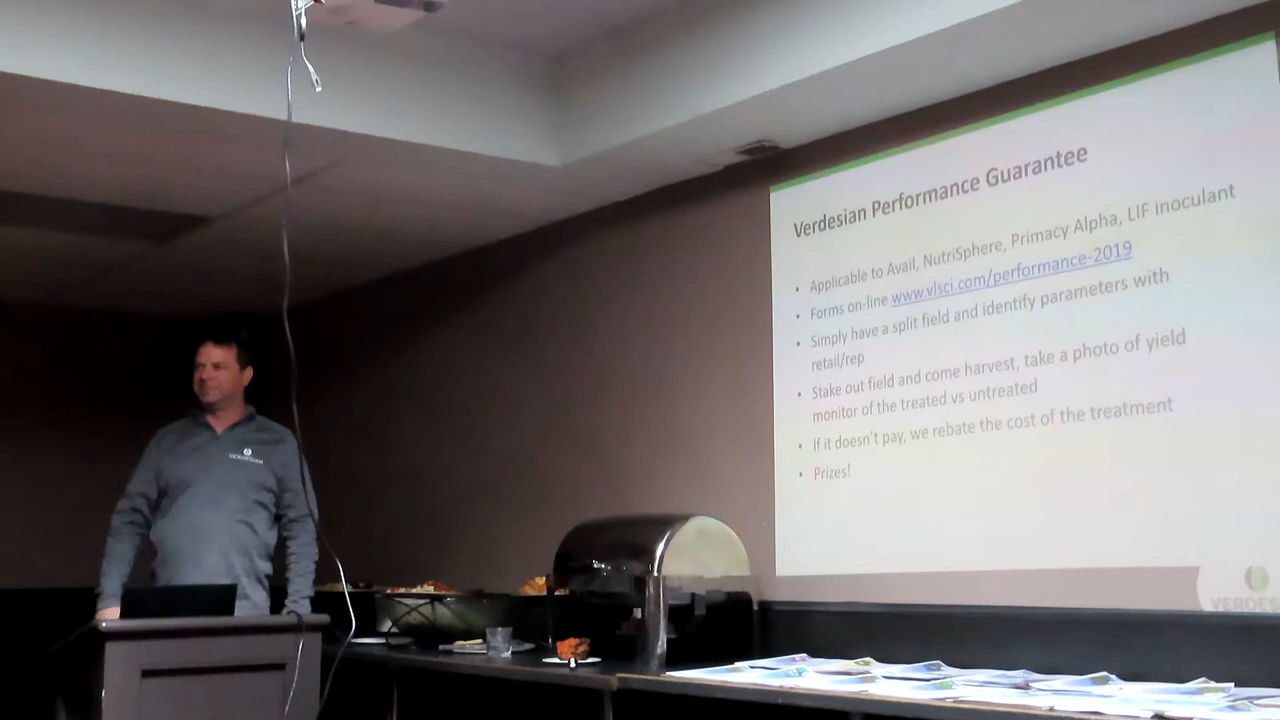 Verdesian Performance Guarantee
• Applicable to Avail, NutriSphere, Primacy Alpha, LIF inoculant
• Forms on-line www.vlsci.com/performance-2019
• Simply have a split field and identify parameters with
retail/rep
• Stake out field and come harvest, take a photo of yield
monitor of the treated vs untreated
• If it doesn't pay, we rebate the cost of the treatment
• Prizes!
VERDES
VERDESIAN